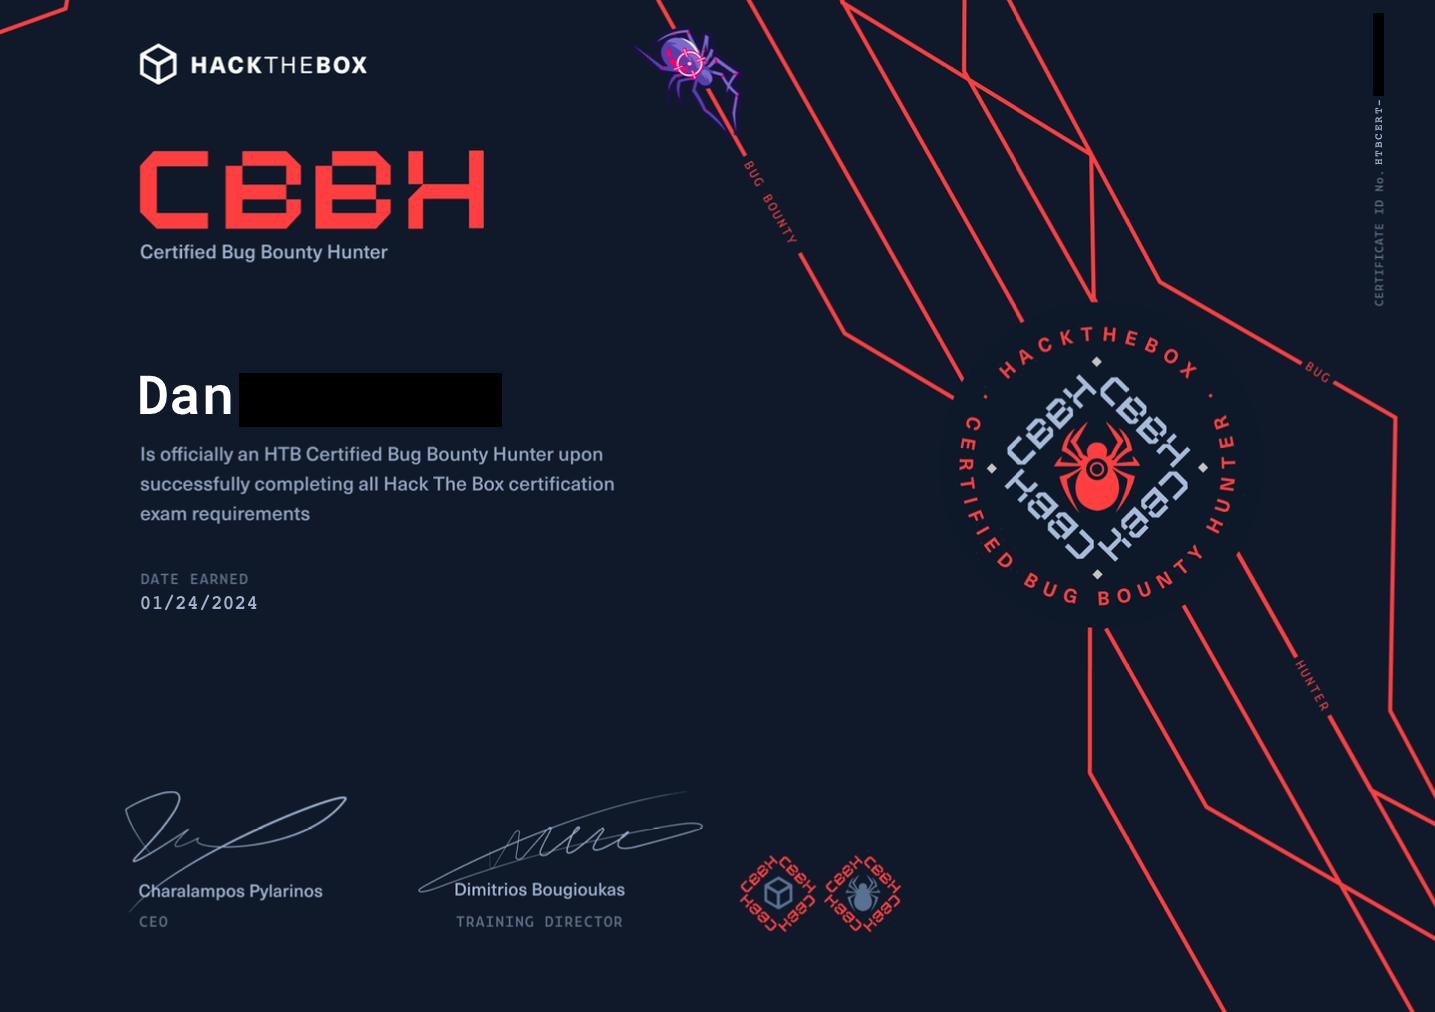 HACKTHEBOX
CBBH
Certified Bug Bounty Hunter
Dan
Is officially an HTB Certified Bug Bounty Hunter upon
successfully completing all Hack The Box certification
exam requirements
DATE EARNED
01/24/2024
Charalampos Pylarinos
CEO
Dimitrios Bougioukas
TRAINING DIRECTOR
CBBH CBBH CBBH CBBH
CBBH CBBH CBBH CBBH
BUG BOUNTY
· HACKTHEBOX ·
CERTIFIED BUG BOUNTY HUNTER
CBBH CBBH CBBH CBBH
BUG
HUNTER
CERTIFICATE ID No. HTBCERT-